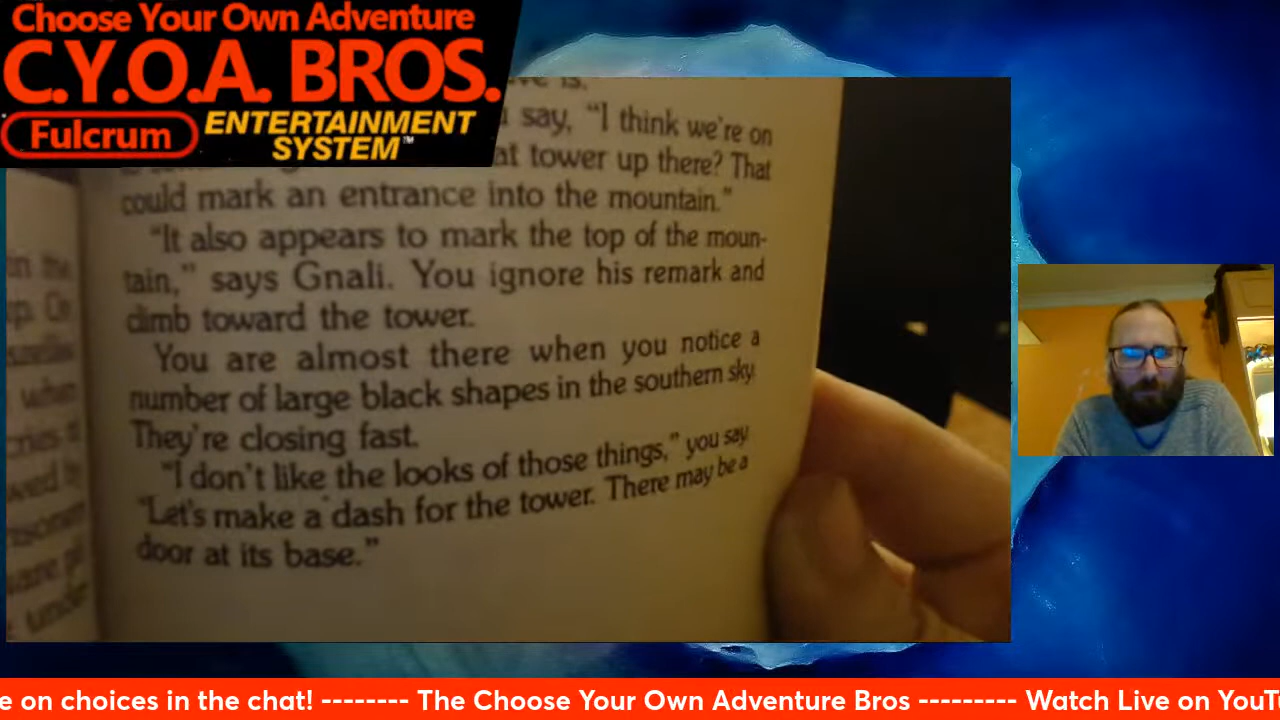 Choose Your Own Adventure
C.Y.O.A. BROS.
Fulcrum
ENTERTAINMENT
SYSTEM™
is.
say, "I think we're on
tower up there? That
could mark an entrance into the mountain."
"It also appears to mark the top of the moun-
tain," says Gnali. You ignore his remark and
climb toward the tower.
You are almost there when you notice a
number of large black shapes in the southern sky.
They're closing fast.
"I don't like the looks of those things," you say
"Let's make a dash for the tower. There may be a
door at its base."
e on choices in the chat! -------- The Choose Your Own Adventure Bros --------- Watch Live on YouT